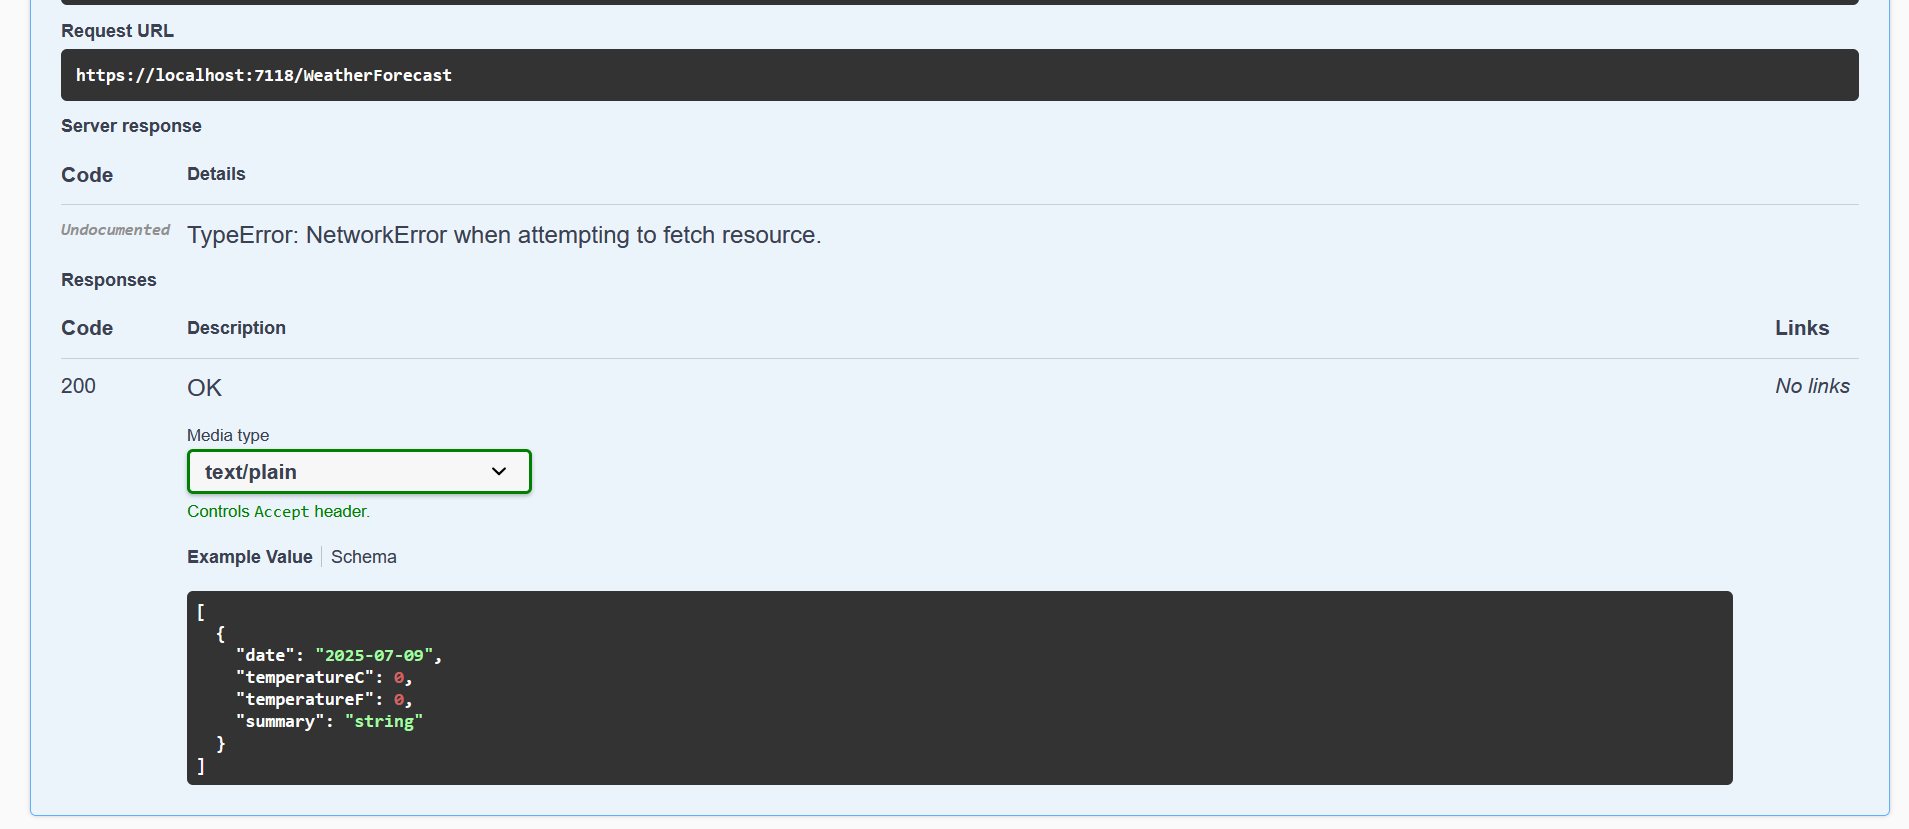 Request URL
https://localhost:7118/WeatherForecast
Server response
Code Details
Undocumented TypeError: NetworkError when attempting to fetch resource.
Responses
Code Description Links
200 OK No links
Media type
text/plain
Controls Accept header.
Example Value Schema
[
  {
    "date": "2025-07-09",
    "temperatureC": 0,
    "temperatureF": 0,
    "summary": "string"
  }
]